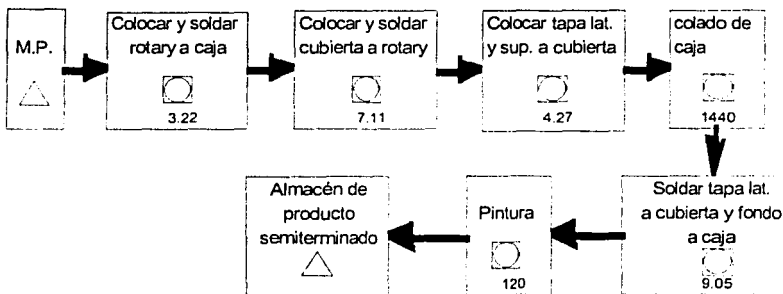 M.P.
Colocar y soldar
rotary a caja
3.22
Colocar y soldar
cubierta a rotary
7.11
Colocar tapa lat.
y sup. a cubierta
4.27
colado de
caja
1440
Soldar tapa lat.
a cubierta y fondo
a caja
9.05
Pintura
120
Almacén de
producto
semiterminado